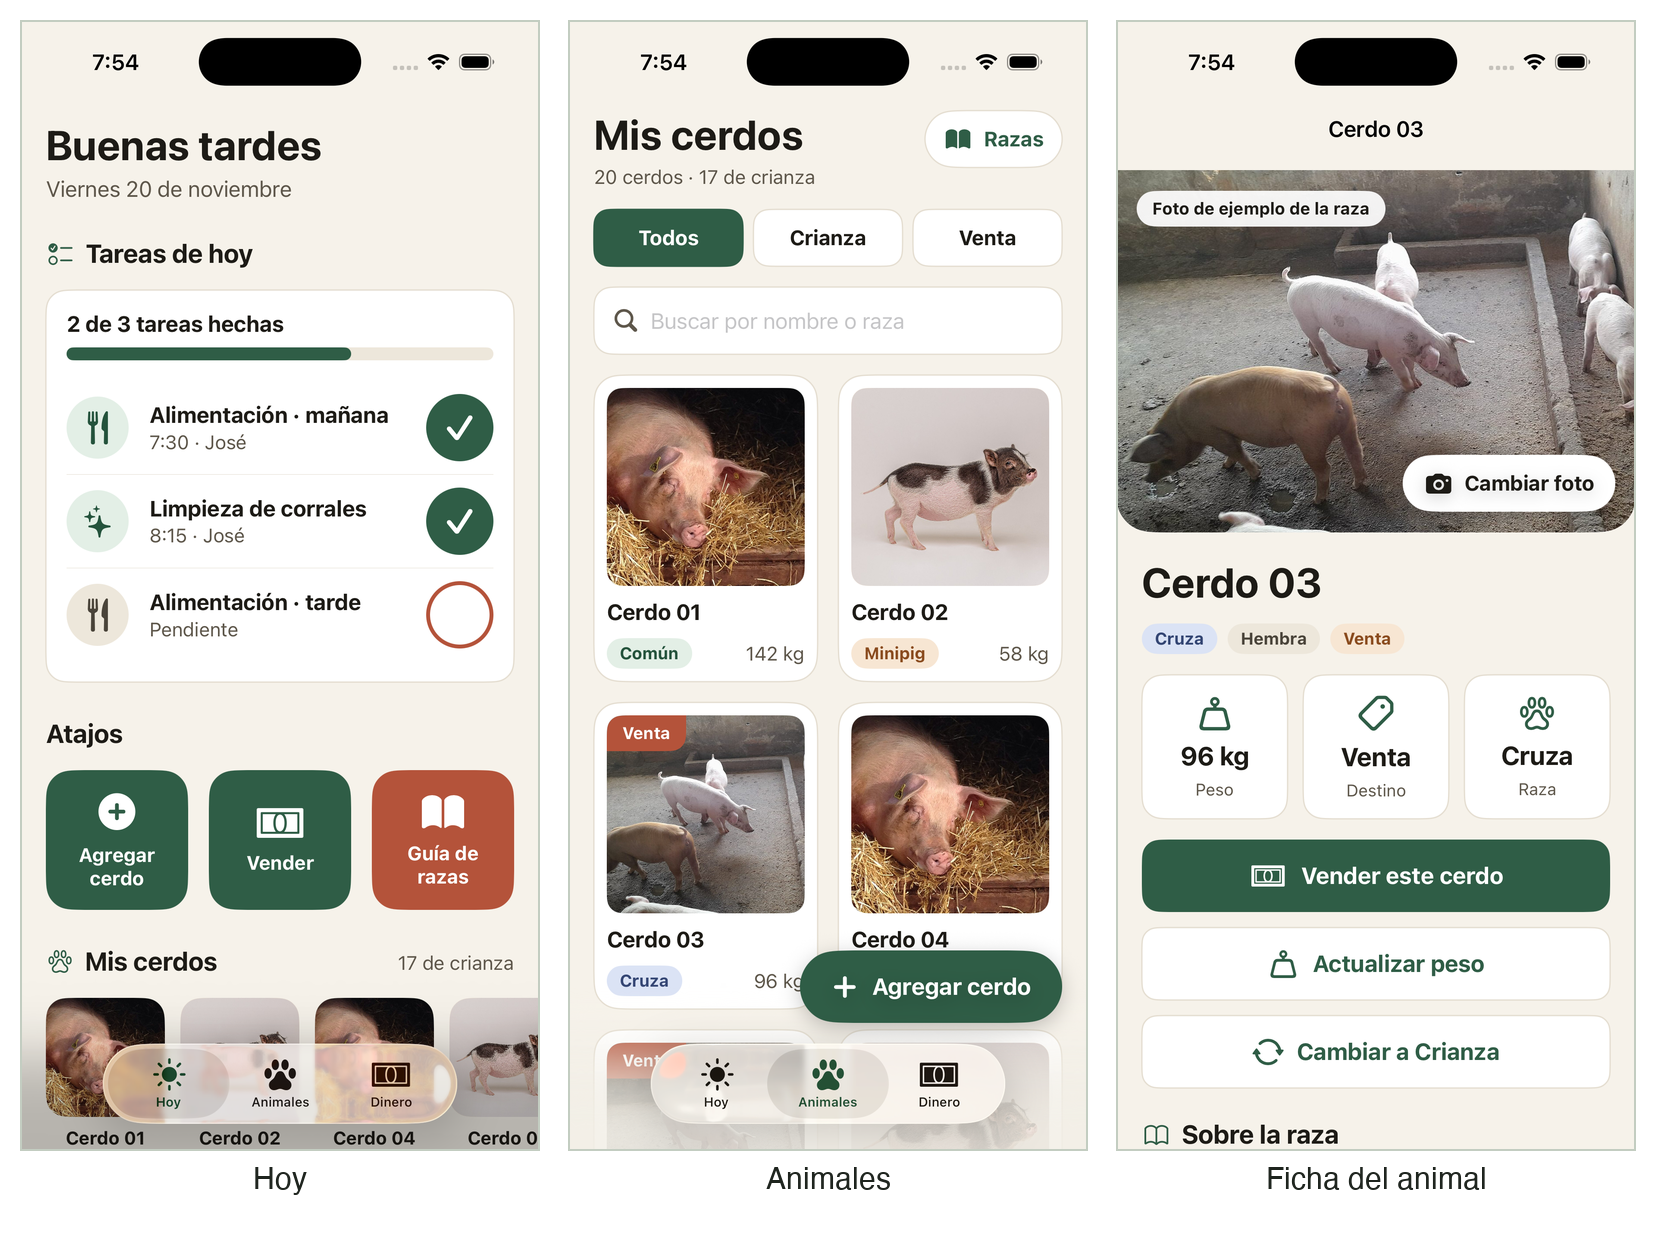 7:54
Buenas tardes
Viernes 20 de noviembre
Tareas de hoy
2 de 3 tareas hechas
Alimentación · mañana
7:30 · José
Limpieza de corrales
8:15 · José
Alimentación · tarde
Pendiente
Atajos
Agregar cerdo
Vender
Guía de razas
Mis cerdos
17 de crianza
Hoy
Animales
Dinero
Cerdo 01
Cerdo 02
Cerdo 04
Cerdo 0
Hoy
7:54
Mis cerdos
Razas
20 cerdos · 17 de crianza
Todos
Crianza
Venta
Buscar por nombre o raza
Cerdo 01
Común
142 kg
Cerdo 02
Minipig
58 kg
Venta
Cerdo 03
Cruza
96 kg
Cerdo 04
Agregar cerdo
Vent
Hoy
Animales
Dinero
Animales
7:54
Cerdo 03
Foto de ejemplo de la raza
Cambiar foto
Cerdo 03
Cruza
Hembra
Venta
96 kg
Peso
Venta
Destino
Cruza
Raza
Vender este cerdo
Actualizar peso
Cambiar a Crianza
Sobre la raza
Ficha del animal